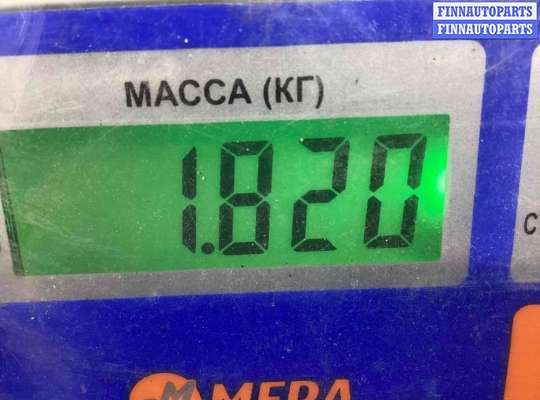 FINNAUTOPARTS
FINNAUTOPARTS
МАССА (КГ)
1.820
С
М МЕРА